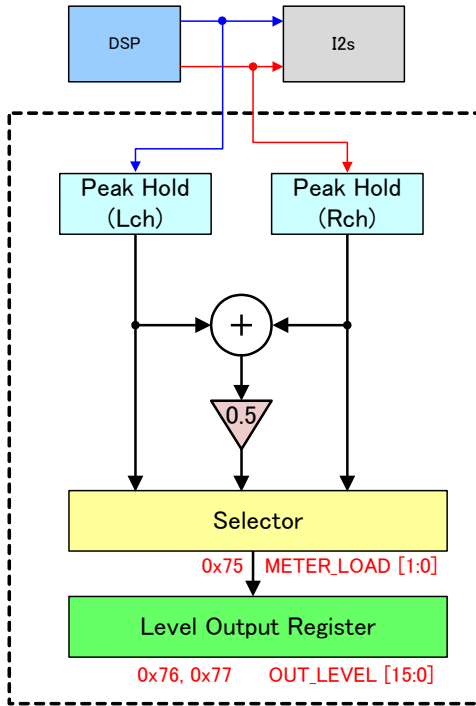 DSP
I2s
Peak Hold
(Lch)
Peak Hold
(Rch)
+
0.5
Selector
0x75 METER_LOAD [1:0]
Level Output Register
0x76, 0x77 OUT_LEVEL [15:0]